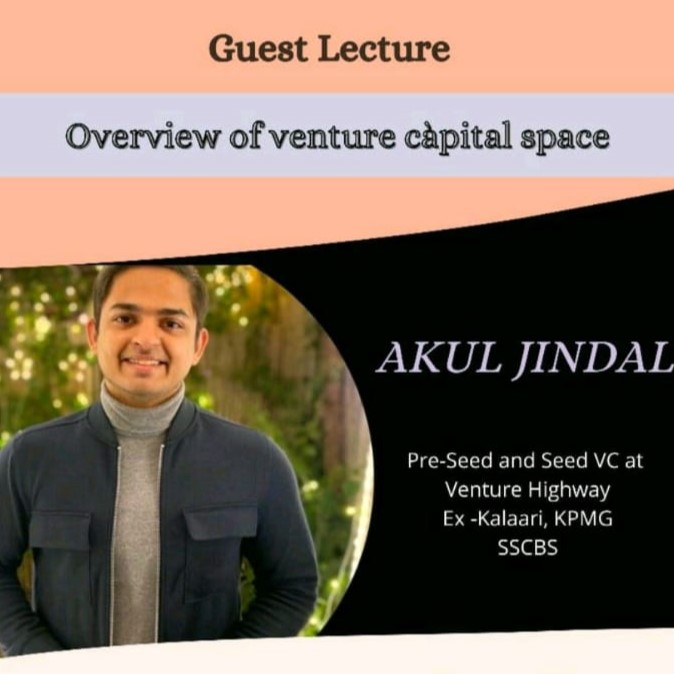 Guest Lecture
Overview of venture càpital space
AKUL JINDAL
Pre-Seed and Seed VC at
Venture Highway
Ex -Kalaari, KPMG
SSCBS